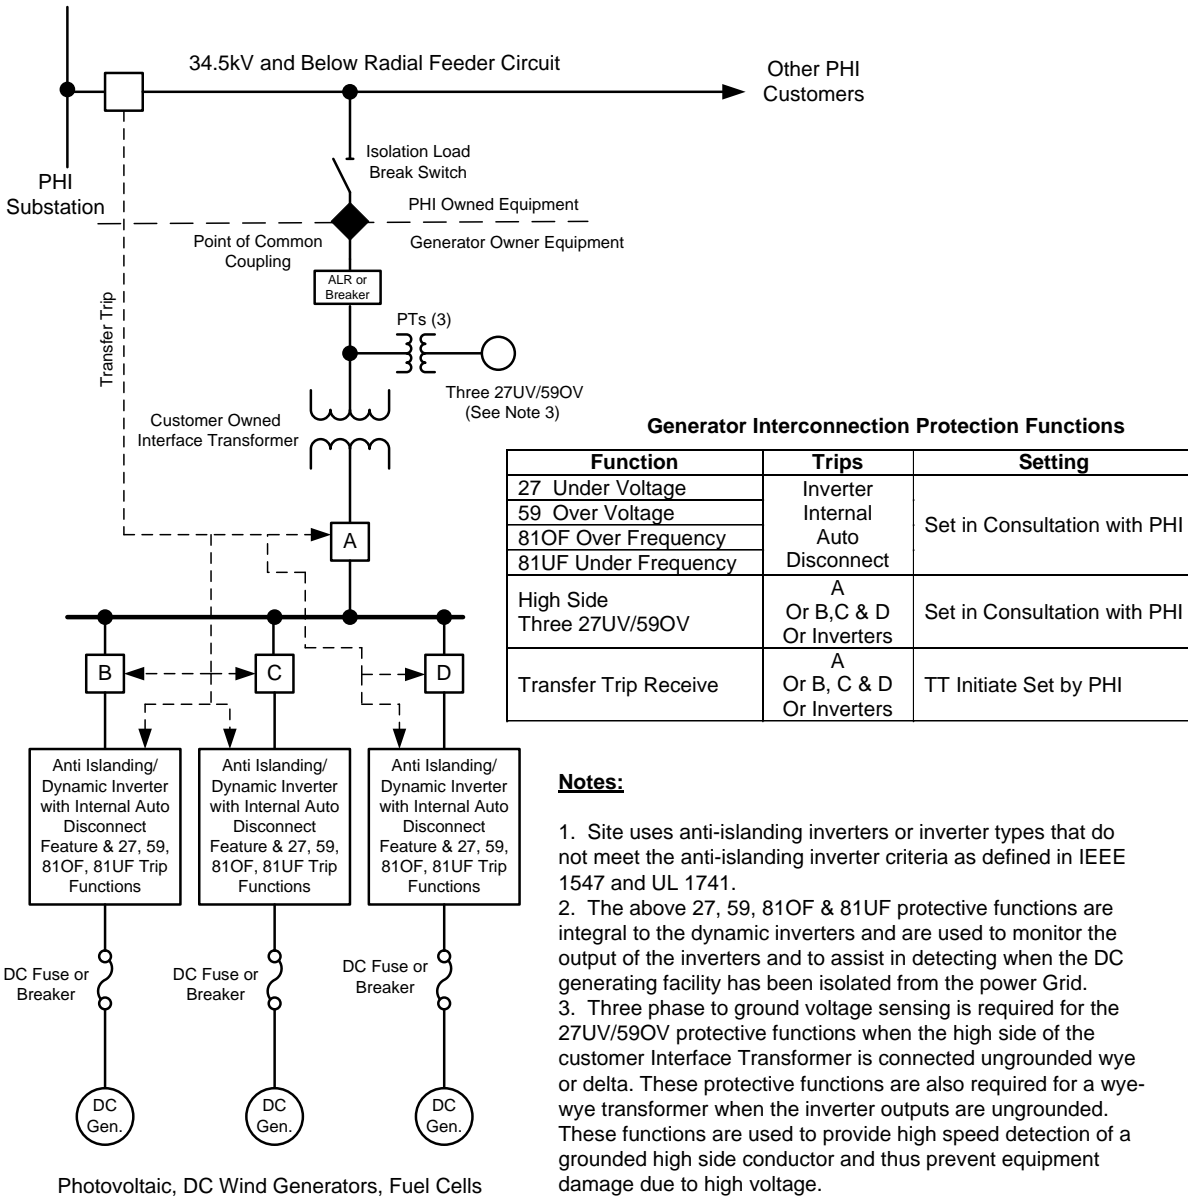 34.5kV and Below Radial Feeder Circuit
Other PHI
Customers
Isolation Load
Break Switch
PHI
Substation
PHI Owned Equipment
Point of Common
Coupling
Generator Owner Equipment
ALR or
Breaker
Transfer Trip
PTs (3)
Three 27UV/59OV
(See Note 3)
Customer Owned
Interface Transformer
A
B
C
D
Anti Islanding/
Dynamic Inverter
with Internal Auto
Disconnect
Feature & 27, 59,
81OF, 81UF Trip
Functions
Anti Islanding/
Dynamic Inverter
with Internal Auto
Disconnect
Feature & 27, 59,
81OF, 81UF Trip
Functions
Anti Islanding/
Dynamic Inverter
with Internal Auto
Disconnect
Feature & 27, 59,
81OF, 81UF Trip
Functions
DC Fuse or
Breaker
DC Fuse or
Breaker
DC Fuse or
Breaker
DC
Gen.
DC
Gen.
DC
Gen.
Photovoltaic, DC Wind Generators, Fuel Cells
Generator Interconnection Protection Functions
Function Trips Setting
27 Under Voltage
59 Over Voltage
81OF Over Frequency
81UF Under Frequency
Inverter
Internal
Auto
Disconnect
Set in Consultation with PHI
High Side
Three 27UV/59OV
A
Or B,C & D
Or Inverters
Set in Consultation with PHI
Transfer Trip Receive
A
Or B, C & D
Or Inverters
TT Initiate Set by PHI
Notes:
1. Site uses anti-islanding inverters or inverter types that do
not meet the anti-islanding inverter criteria as defined in IEEE
1547 and UL 1741.
2. The above 27, 59, 81OF & 81UF protective functions are
integral to the dynamic inverters and are used to monitor the
output of the inverters and to assist in detecting when the DC
generating facility has been isolated from the power Grid.
3. Three phase to ground voltage sensing is required for the
27UV/59OV protective functions when the high side of the
customer Interface Transformer is connected ungrounded wye
or delta. These protective functions are also required for a wye-
wye transformer when the inverter outputs are ungrounded.
These functions are used to provide high speed detection of a
grounded high side conductor and thus prevent equipment
damage due to high voltage.